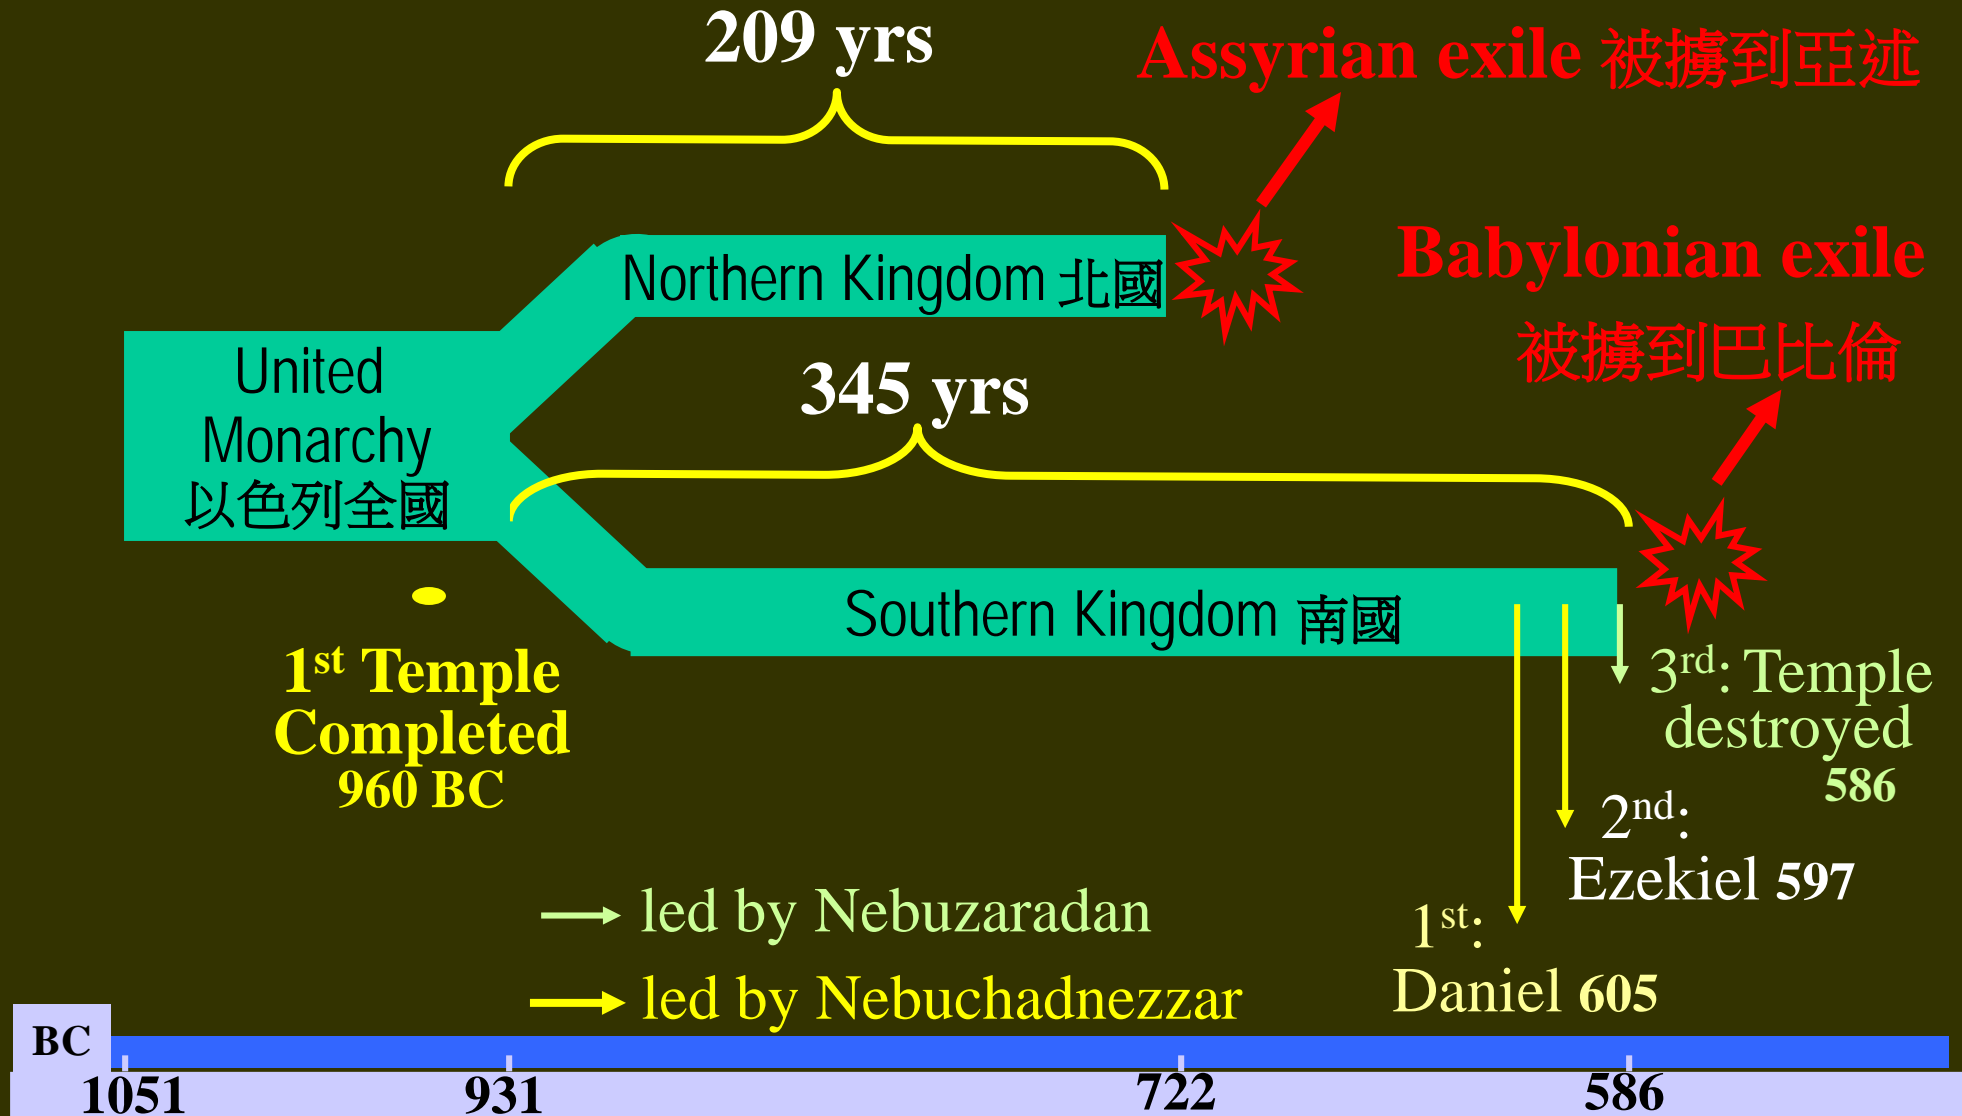 209 yrs
Assyrian exile 被擄到亞述
Northern Kingdom 北國
Babylonian exile
被擄到巴比倫
United
Monarchy
以色列全國
345 yrs
Southern Kingdom 南國
1st Temple
Completed
960 BC
3rd: Temple
destroyed
586
2nd:
Ezekiel 597
1st:
Daniel 605
led by Nebuzaradan
led by Nebuchadnezzar
BC
1051 931 722 586